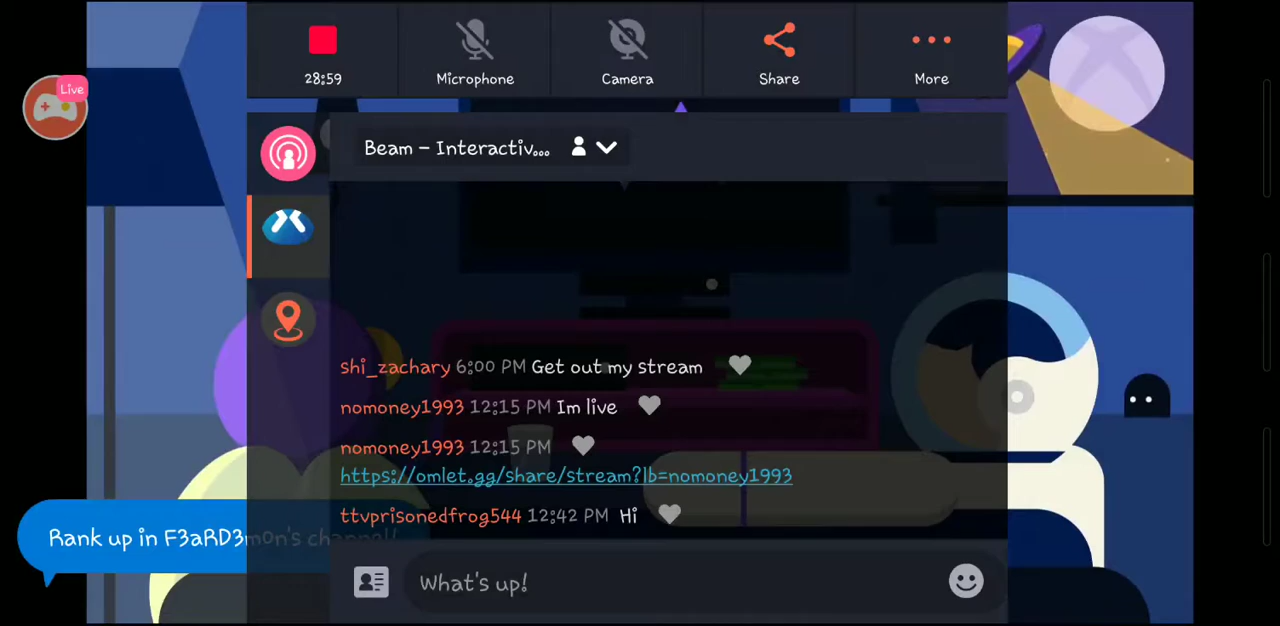 Live
28:59
Microphone
Camera
Share
More
Beam – Interactiv...
shi_zachary 6:00 PM Get out my stream
nomoney1993 12:15 PM Im live
nomoney1993 12:15 PM
https://omlet.gg/share/stream?lb=nomoney1993
ttvprisonedfrog544 12:42 PM Hi
Rank up in F3aRD3m0n's channel!
What's up!